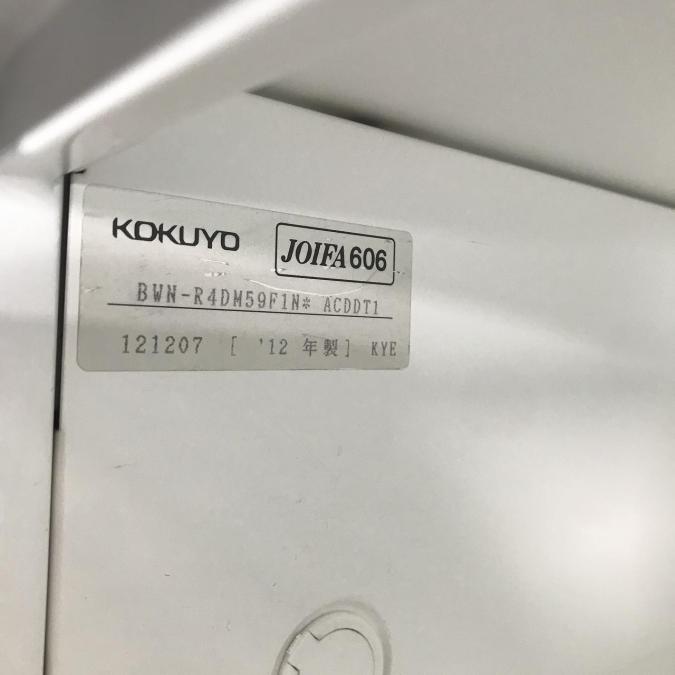 KOKUYO JOIFA606
BWN-R4DM59F1N* ACDDT1
121207 [ '12 年製] KYE